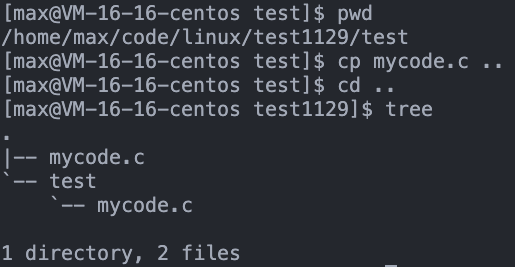 [max@VM-16-16-centos test]$ pwd
/home/max/code/linux/test1129/test
[max@VM-16-16-centos test]$ cp mycode.c ..
[max@VM-16-16-centos test]$ cd ..
[max@VM-16-16-centos test1129]$ tree
.
|-- mycode.c
`-- test
    `-- mycode.c

1 directory, 2 files